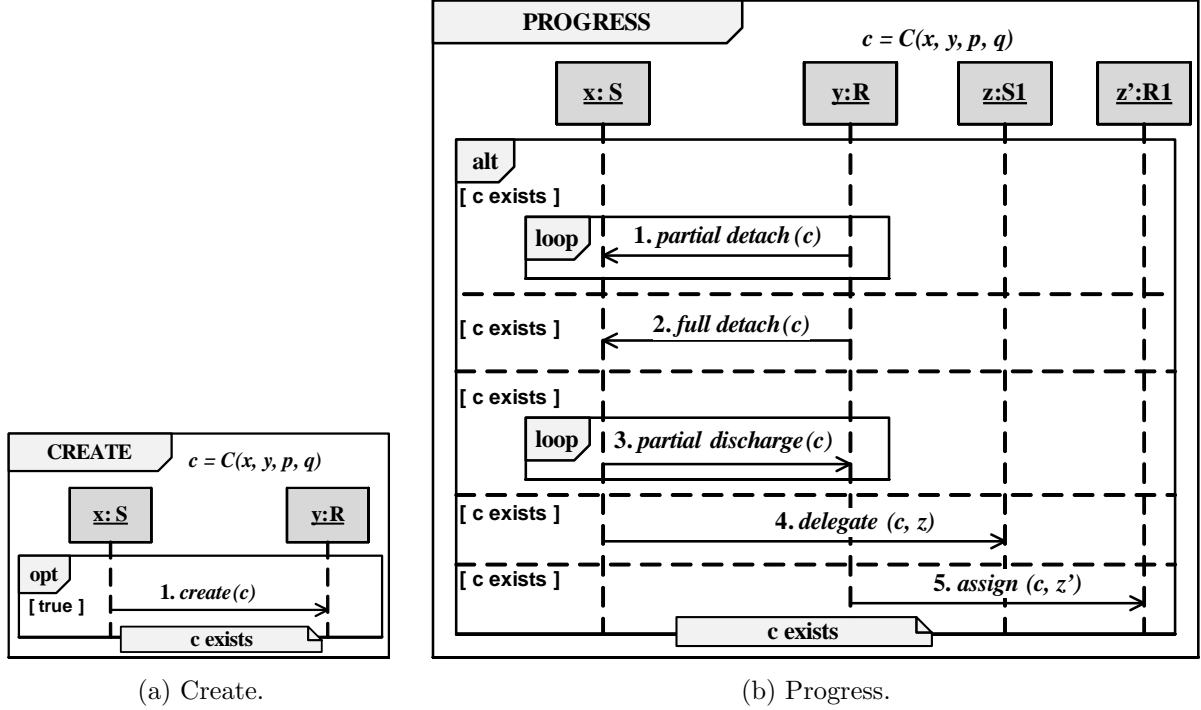 CREATE
c = C(x, y, p, q)
x: S
y:R
opt
[ true ]
1. create(c)
c exists
(a) Create.
PROGRESS
c = C(x, y, p, q)
x: S
y:R
z:S1
z’:R1
alt
[ c exists ]
loop
1. partial detach (c)
[ c exists ]
2. full detach (c)
[ c exists ]
loop
3. partial discharge (c)
[ c exists ]
4. delegate (c, z)
[ c exists ]
5. assign (c, z’)
c exists
(b) Progress.